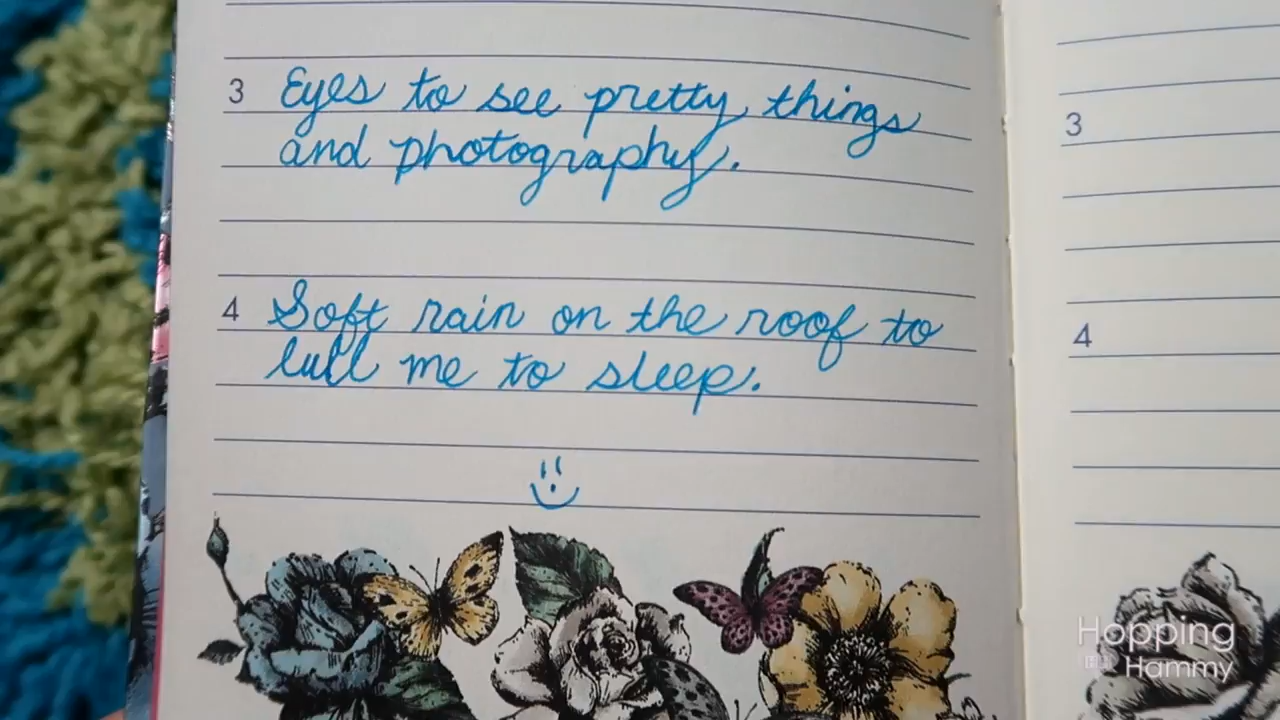 3 Eyes to see pretty things
and photography.
4 Soft rain on the roof to
lull me to sleep.
3
4
Hopping
Hammy